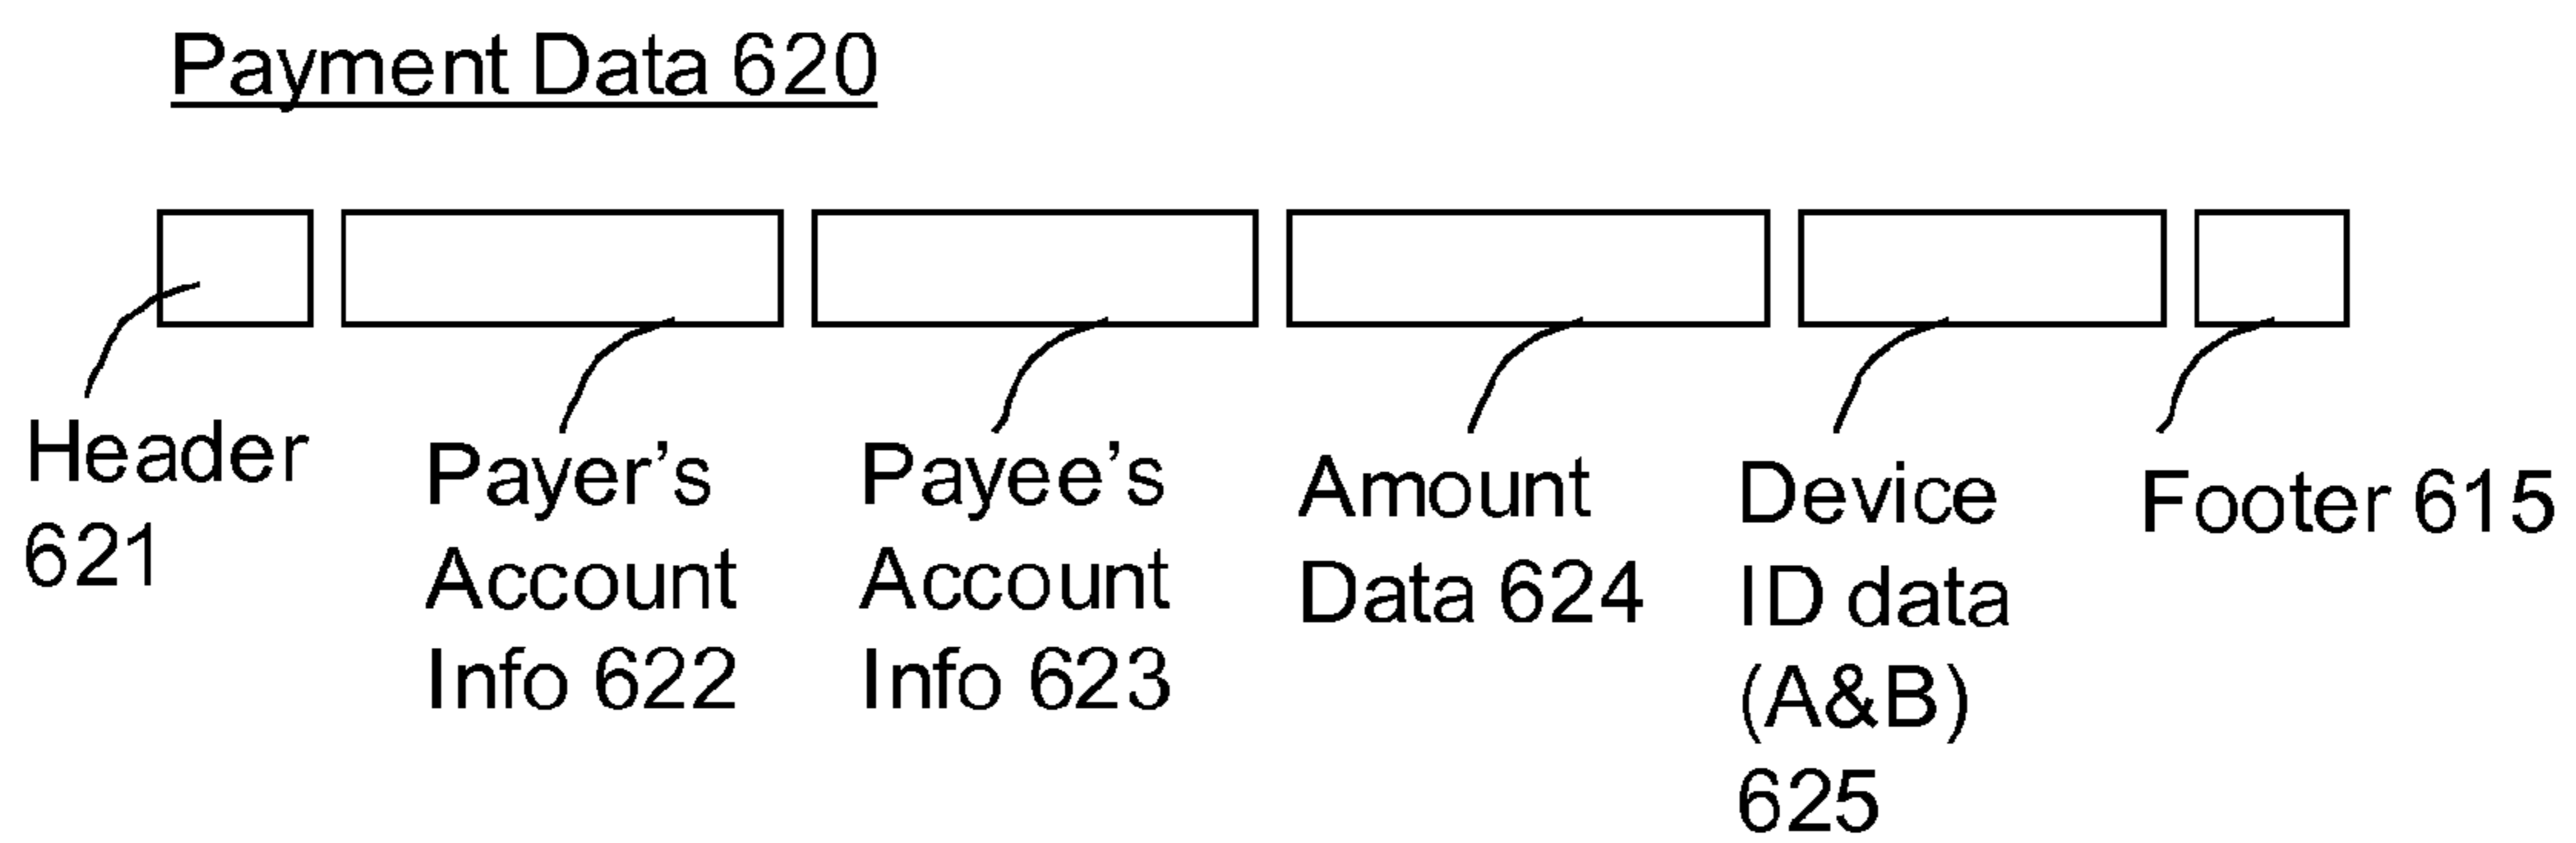 Payment Data 620
Header
621
Payer’s
Account
Info 622
Payee’s
Account
Info 623
Amount
Data 624
Device
ID data
(A&B)
625
Footer 615